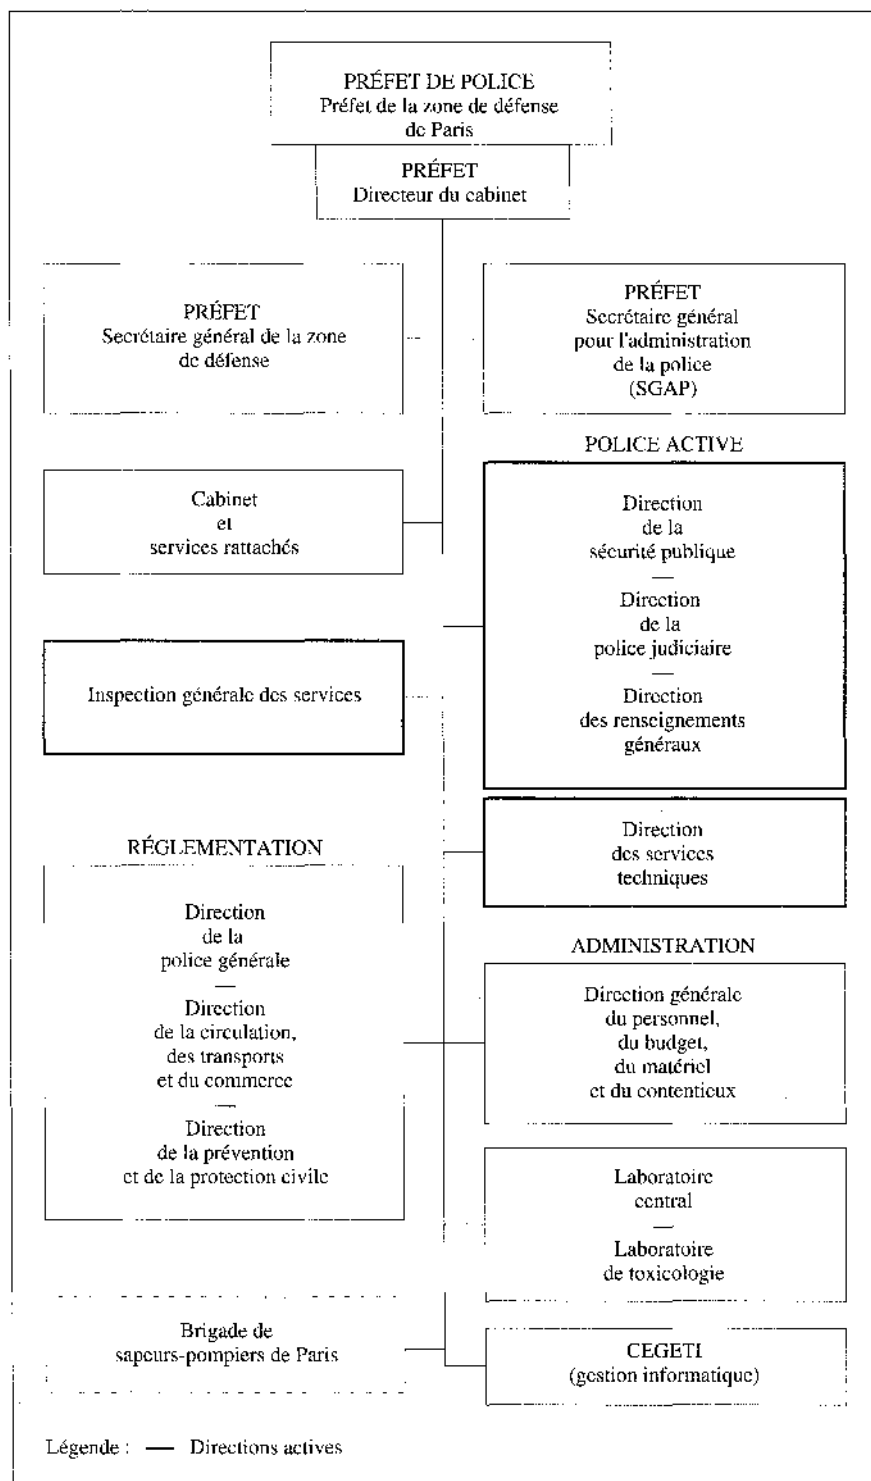 PRÉFET DE POLICE
Préfet de la zone de défense
de Paris
PRÉFET
Directeur du cabinet
PRÉFET
Secrétaire général de la zone
de défense
PRÉFET
Secrétaire général
pour l'administration
de la police
(SGAP)
Cabinet
et
services rattachés
POLICE ACTIVE
Direction
de la
sécurité publique
—
Direction
de la
police judiciaire
—
Direction
des renseignements
généraux
Inspection générale des services
Direction
des services
techniques
RÉGLEMENTATION
Direction
de la
police générale
—
Direction
de la circulation,
des transports
et du commerce
—
Direction
de la prévention
et de la protection civile
ADMINISTRATION
Direction générale
du personnel,
du budget,
du matériel
et du contentieux
Laboratoire
central
—
Laboratoire
de toxicologie
Brigade de
sapeurs-pompiers de Paris
CEGETI
(gestion informatique)
Légende : — Directions actives